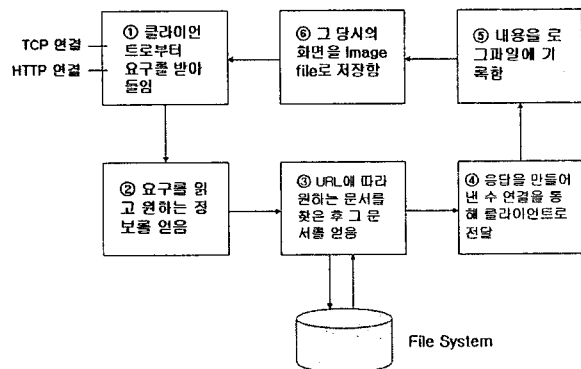 TCP 연결
HTTP 연결
① 클라이언
트로부터
요구를 받아
들임
② 요구를 읽
고 원하는 정
보를 얻음
③ URL에 따라
원하는 문서를
찾은 후 그 문
서를 얻음
④ 응답을 만들어
낸 수 연결을 통
해 클라이언트로
전달
⑤ 내용을 로
그파일에 기
록함
⑥ 그 당시의
화면을 Image
file로 저장함
File System